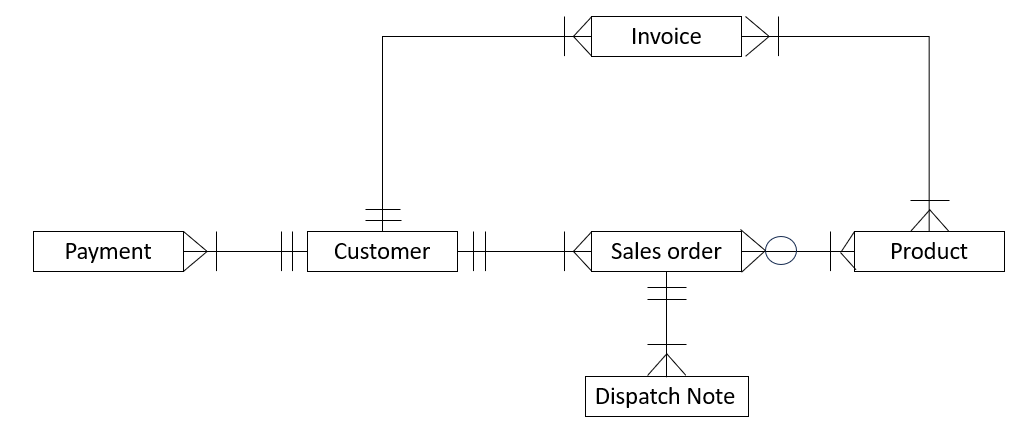 Invoice
Payment
Customer
Sales order
Product
Dispatch Note